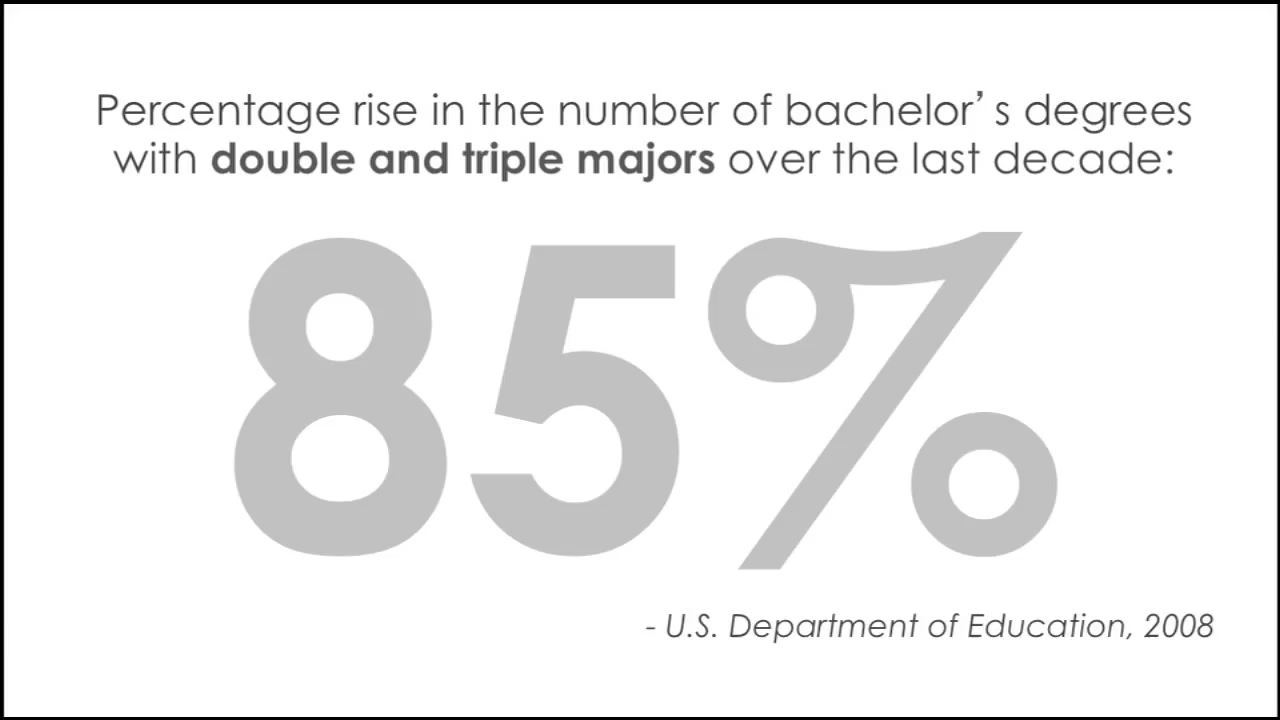 Percentage rise in the number of bachelor’s degrees
with double and triple majors over the last decade:
85%
- U.S. Department of Education, 2008